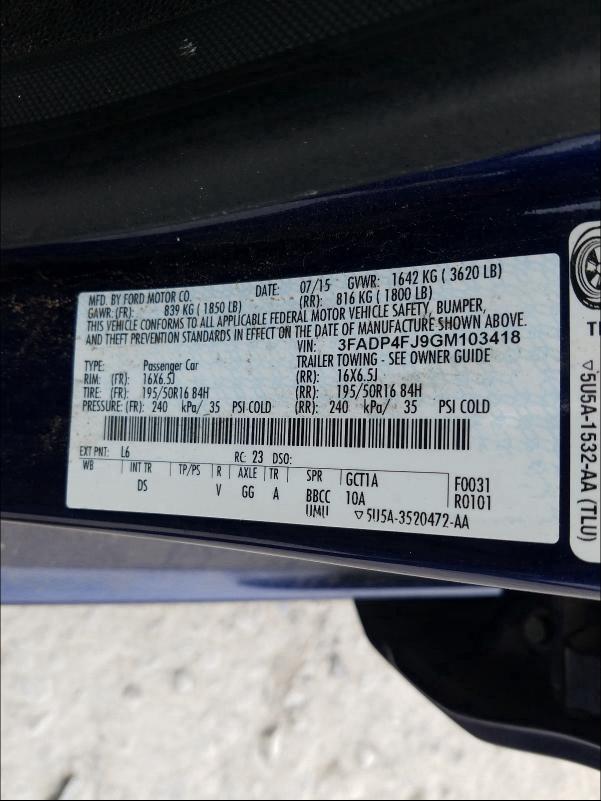 MFD. BY FORD MOTOR CO. DATE: 07/15 GVWR: 1642 KG ( 3620 LB)
GAWR: (FR): 839 KG ( 1850 LB) (RR): 816 KG ( 1800 LB)
THIS VEHICLE CONFORMS TO ALL APPLICABLE FEDERAL MOTOR VEHICLE SAFETY, BUMPER,
AND THEFT PREVENTION STANDARDS IN EFFECT ON THE DATE OF MANUFACTURE SHOWN ABOVE.
VIN: 3FADP4FJ9GM103418
TYPE: Passenger Car TRAILER TOWING - SEE OWNER GUIDE
RIM: (FR): 16X6.5J (RR): 16X6.5J
TIRE: (FR): 195/50R16 84H (RR): 195/50R16 84H
PRESSURE: (FR): 240 kPa/ 35 PSI COLD (RR): 240 kPa/ 35 PSI COLD
EXT PNT: L6 RC: 23 DSO:
WB INT TR TP/PS R AXLE TR SPR GCT1A F0031
DS V GG A BBCC 10A R0101
UMU ▽5U5A-3520472-AA
▽5U5A-1532-AA (TLU)